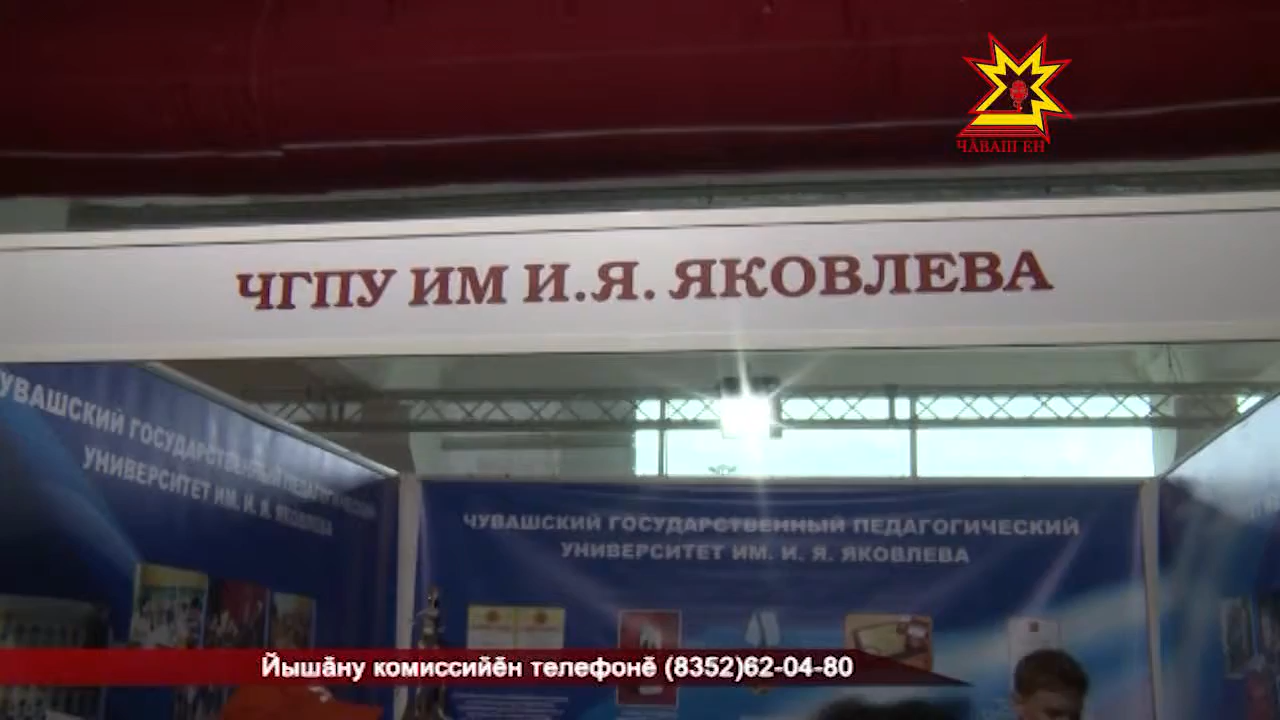 ЧӐВАШ ЕН
ЧГПУ ИМ И.Я. ЯКОВЛЕВА
УВАШСКИЙ ГОСУДАРСТВЕННЫЙ ПЕДАГОГИЧЕСКИЙ
УНИВЕРСИТЕТ ИМ. И. Я. ЯКОВЛЕВА
ЧУВАШСКИЙ ГОСУДАРСТВЕННЫЙ ПЕДАГОГИЧЕСКИЙ
УНИВЕРСИТЕТ ИМ. И. Я. ЯКОВЛЕВА
Йышӑну комиссийӗн телефонӗ (8352)62-04-80